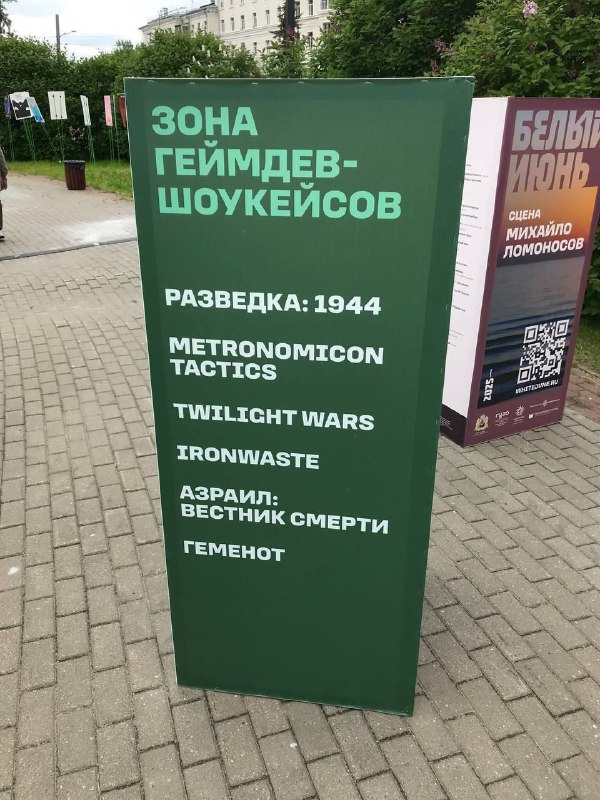 ЗОНА
ГЕЙМДЕВ-
ШОУКЕЙСОВ
РАЗВЕДКА: 1944
METRONOMICON
TACTICS
TWILIGHT WARS
IRONWASTE
АЗРАИЛ:
ВЕСТНИК СМЕРТИ
ГЕМЕНОТ
БЕЛЫЙ
ИЮНЬ
СЦЕНА
МИХАЙЛО
ЛОМОНОСОВ
2025—
WHITEJUNE.RU